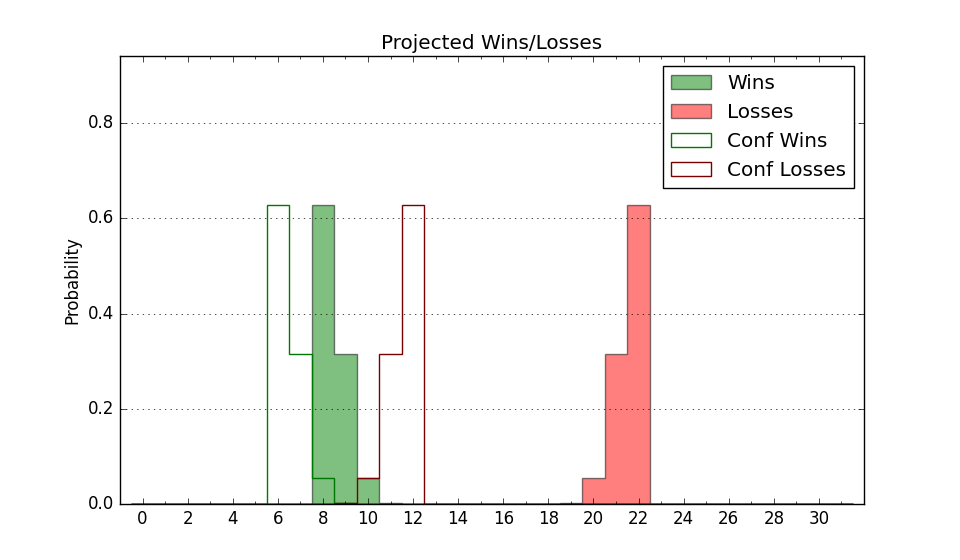 Projected Wins/Losses
Wins
Losses
Conf Wins
Conf Losses
Probability
0.8
0.6
0.4
0.2
0.0
0 2 4 6 8 10 12 14 16 18 20 22 24 26 28 30